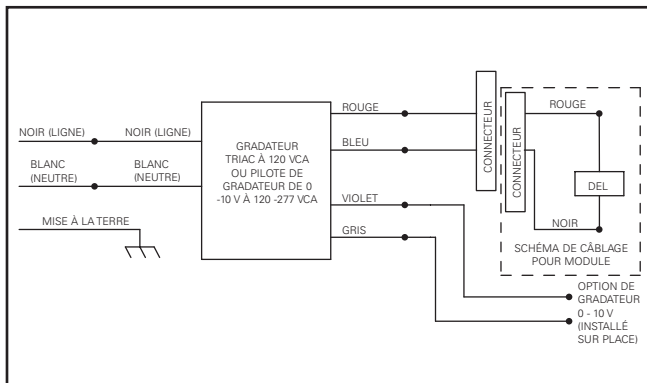 NOIR (LIGNE)
NOIR (LIGNE)
BLANC
(NEUTRE)
BLANC
(NEUTRE)
MISE À LA TERRE
GRADATEUR
TRIAC À 120 VCA
OU PILOTE DE
GRADATEUR DE 0
-10 V À 120 -277 VCA
ROUGE
BLEU
VIOLET
GRIS
CONNECTEUR
CONNECTEUR
ROUGE
DEL
NOIR
SCHÉMA DE CÂBLAGE
POUR MODULE
OPTION DE
GRADATEUR
0 - 10 V
(INSTALLÉ
SUR PLACE)